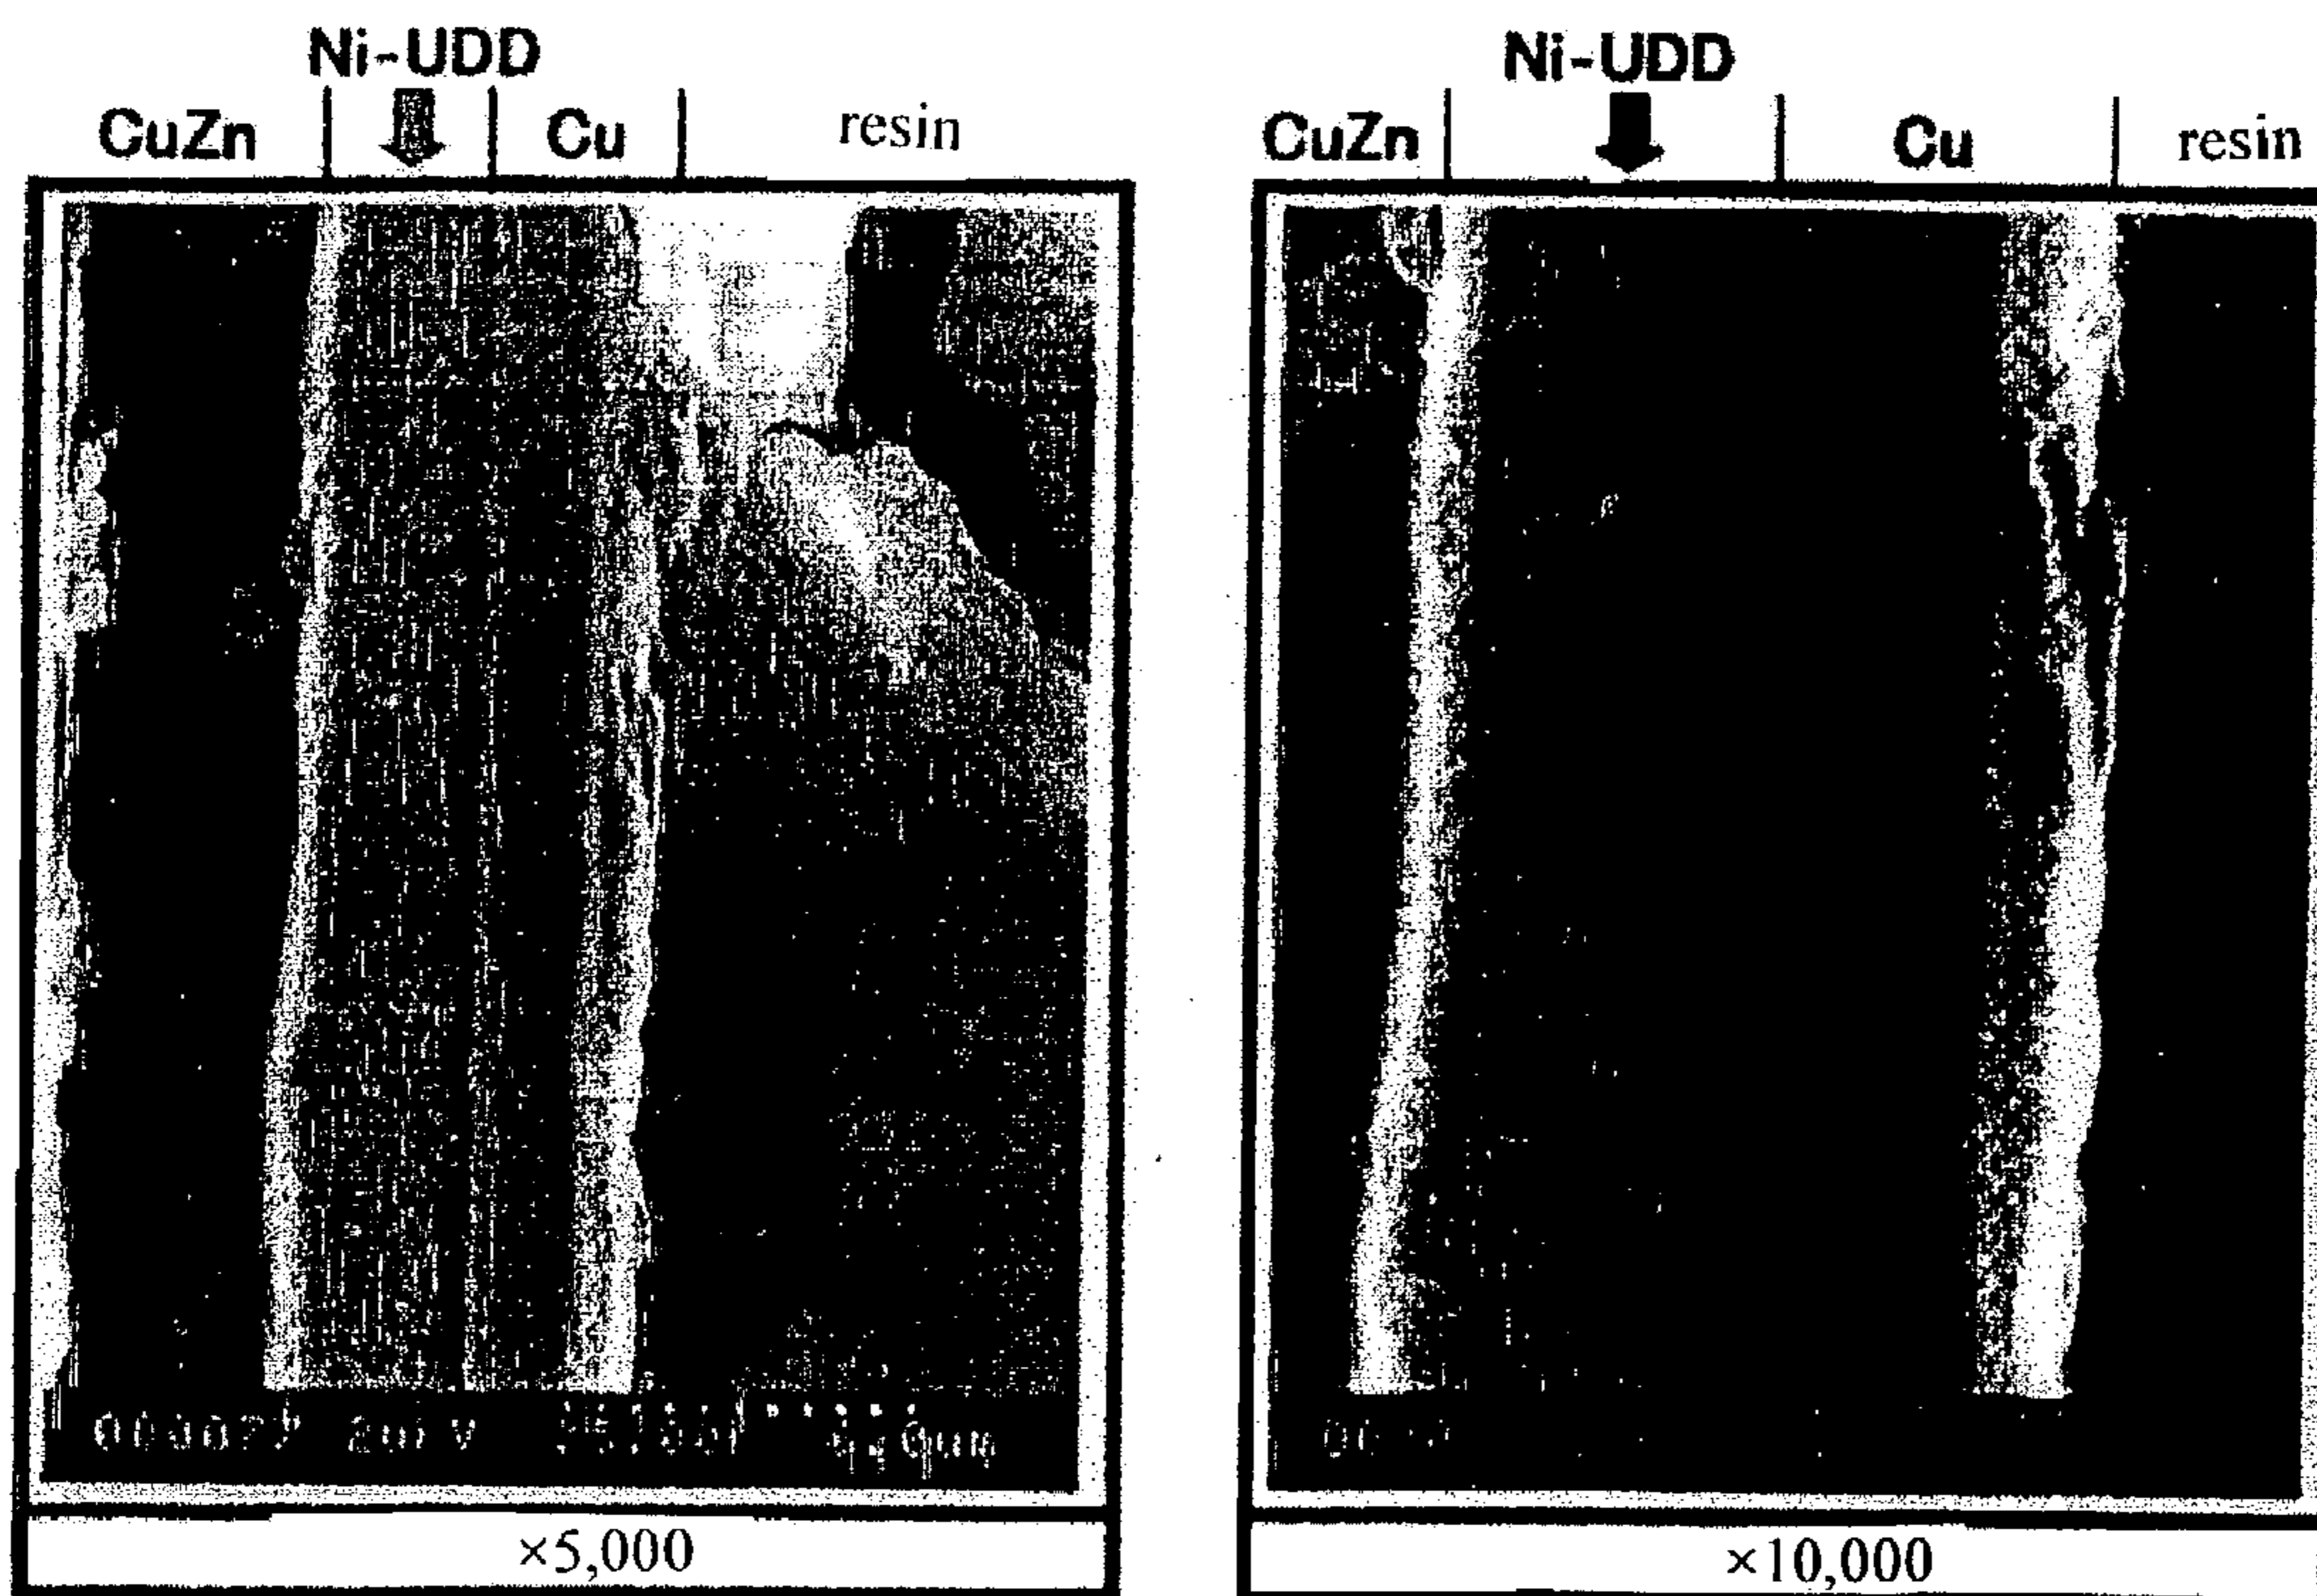 Ni-UDD
CuZn Cu resin
×5,000
Ni-UDD
CuZn Cu resin
×10,000